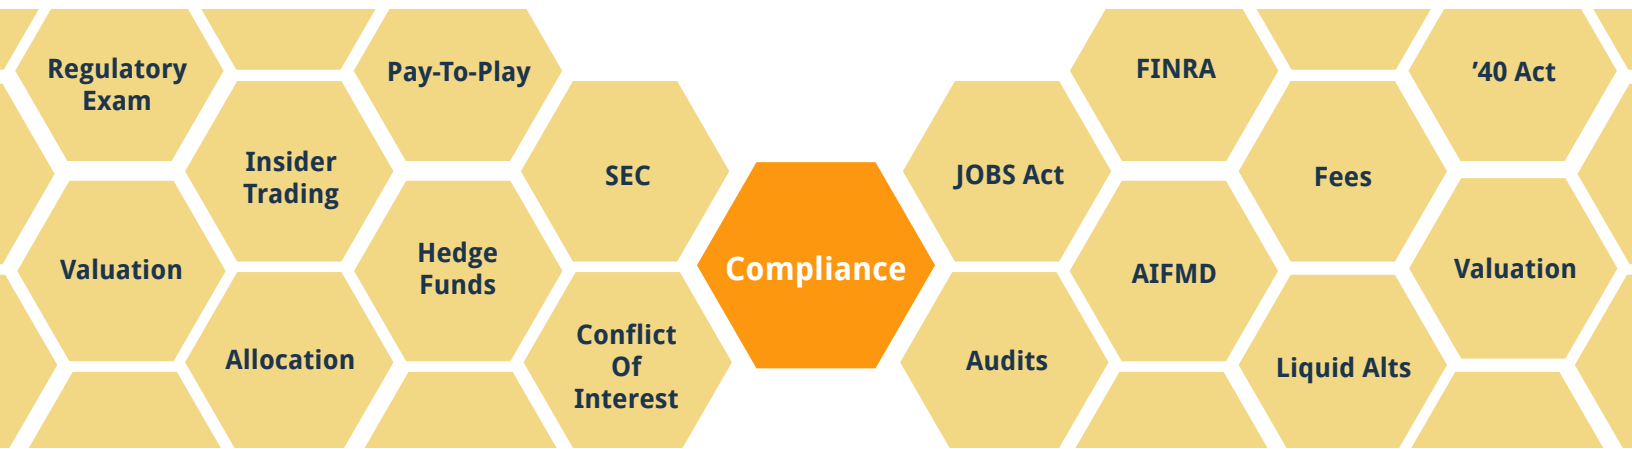 Regulatory
Exam
Pay-To-Play
Insider
Trading
SEC
Valuation
Hedge
Funds
Allocation
Conflict
Of
Interest
Compliance
FINRA
’40 Act
JOBS Act
Fees
AIFMD
Valuation
Audits
Liquid Alts